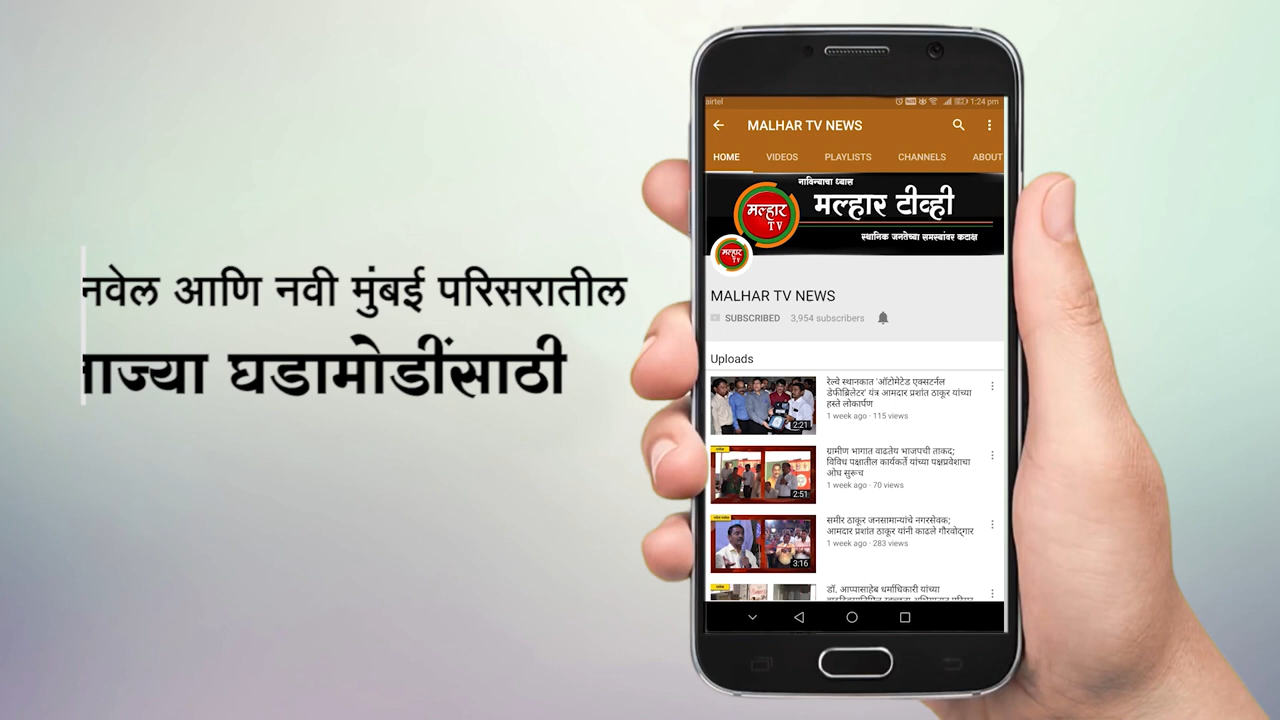 नवेल आणि नवी मुंबई परिसरातील
ाज्या घडामोडींसाठी
airtel
1:24 pm
MALHAR TV NEWS
HOME VIDEOS PLAYLISTS CHANNELS ABOUT
नाविन्याचा ध्यास
मल्हार TV
मल्हार टीव्ही
स्थानिक जनतेच्या समस्यांवर कटाक्ष
मल्हार TV
MALHAR TV NEWS
SUBSCRIBED 3,954 subscribers
Uploads
रेल्वे स्थानकात 'ऑटोमेटेड एक्सटर्नल
डेफीब्रिलेटर' यंत्र आमदार प्रशांत ठाकूर यांच्या
हस्ते लोकार्पण
1 week ago · 115 views
2:21
ग्रामीण भागात वाढतेय भाजपची ताकद;
विविध पक्षातील कार्यकर्ते यांच्या पक्षप्रवेशाचा
ओघ सुरूच
1 week ago · 70 views
2:51
समीर ठाकूर जनसामान्यांचे नगरसेवक;
आमदार प्रशांत ठाकूर यांनी काढले गौरवोद्गार
1 week ago · 283 views
3:16
डॉ. आप्पासाहेब धर्माधिकारी यांच्या